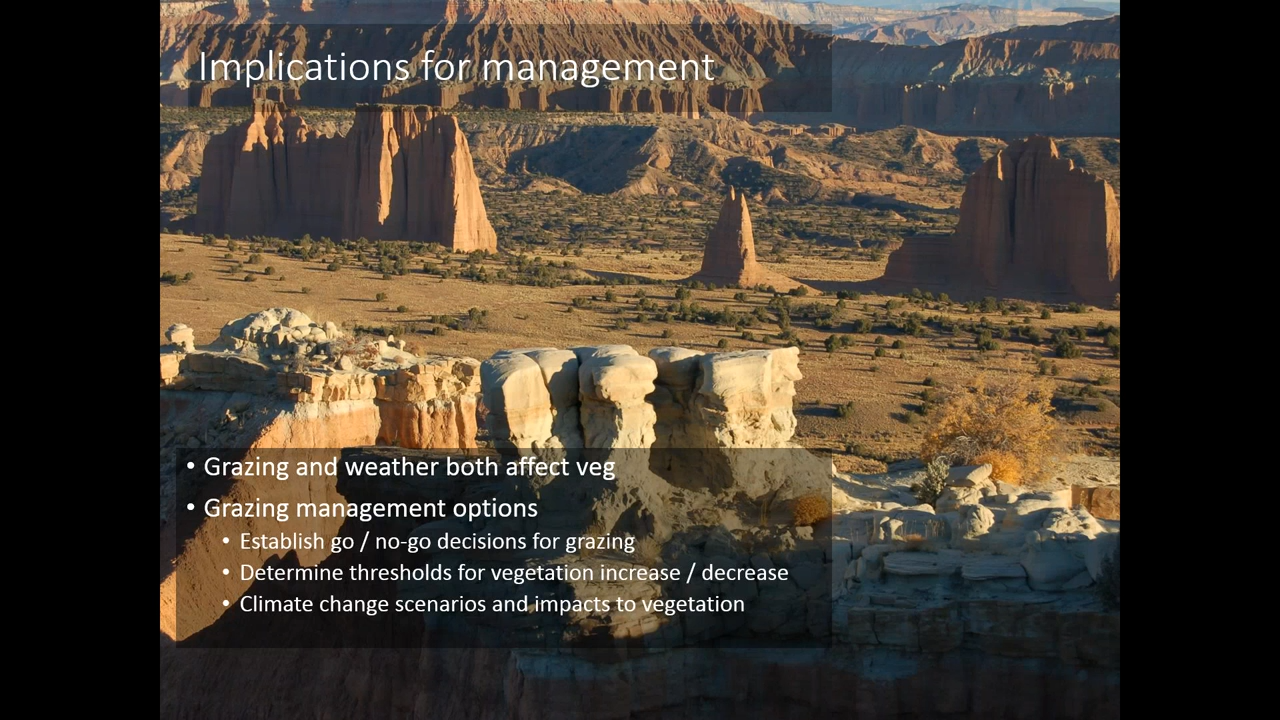 Implications for management
• Grazing and weather both affect veg
• Grazing management options
• Establish go / no-go decisions for grazing
• Determine thresholds for vegetation increase / decrease
• Climate change scenarios and impacts to vegetation